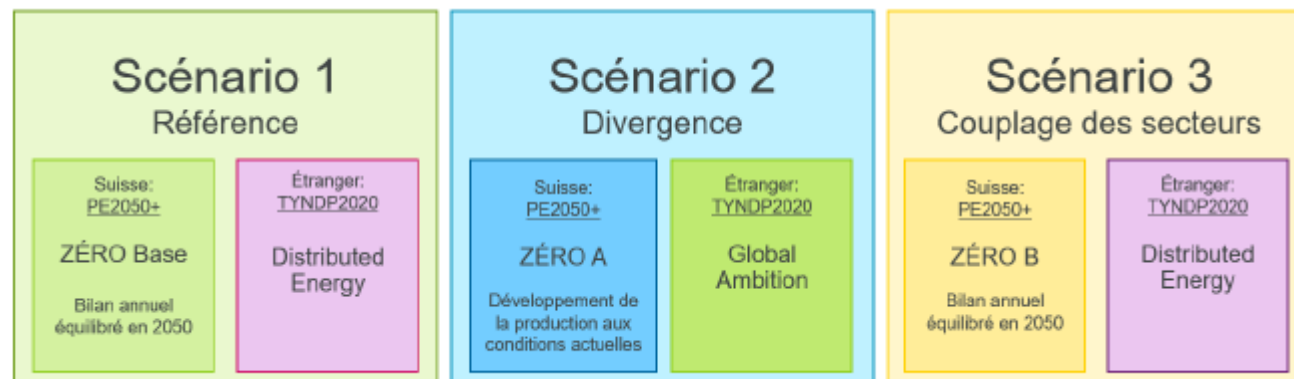 Scénario 1
Référence
Suisse:
PE2050+
ZÉRO Base
Bilan annuel
équilibré en 2050
Étranger:
TYNDP2020
Distributed
Energy
Scénario 2
Divergence
Suisse:
PE2050+
ZÉRO A
Développement de
la production aux
conditions actuelles
Étranger:
TYNDP2020
Global
Ambition
Scénario 3
Couplage des secteurs
Suisse:
PE2050+
ZÉRO B
Bilan annuel
équilibré en 2050
Étranger:
TYNDP2020
Distributed
Energy